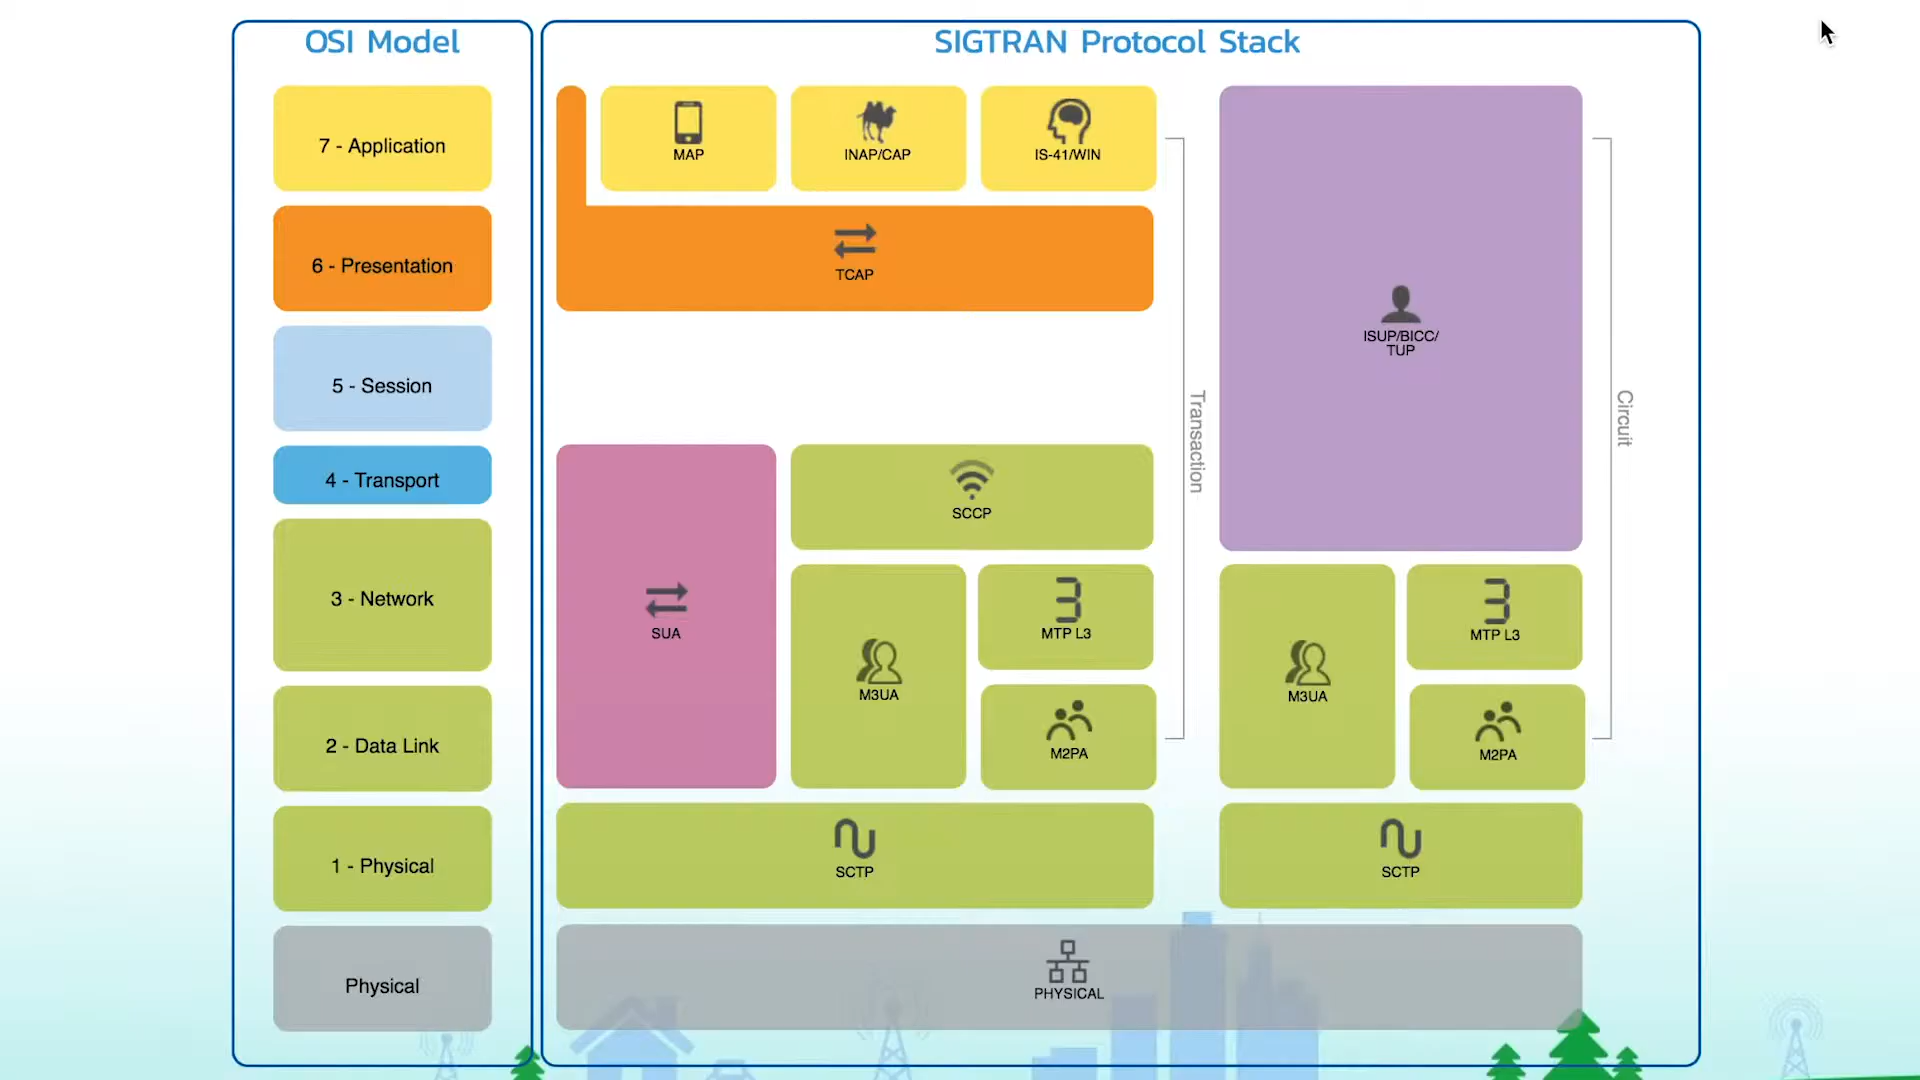 OSI Model
7 - Application
6 - Presentation
5 - Session
4 - Transport
3 - Network
2 - Data Link
1 - Physical
Physical
SIGTRAN Protocol Stack
MAP
INAP/CAP
IS-41/WIN
TCAP
SUA
SCCP
M3UA
MTP L3
M2PA
SCTP
Transaction
ISUP/BICC/
TUP
M3UA
MTP L3
M2PA
SCTP
Circuit
PHYSICAL